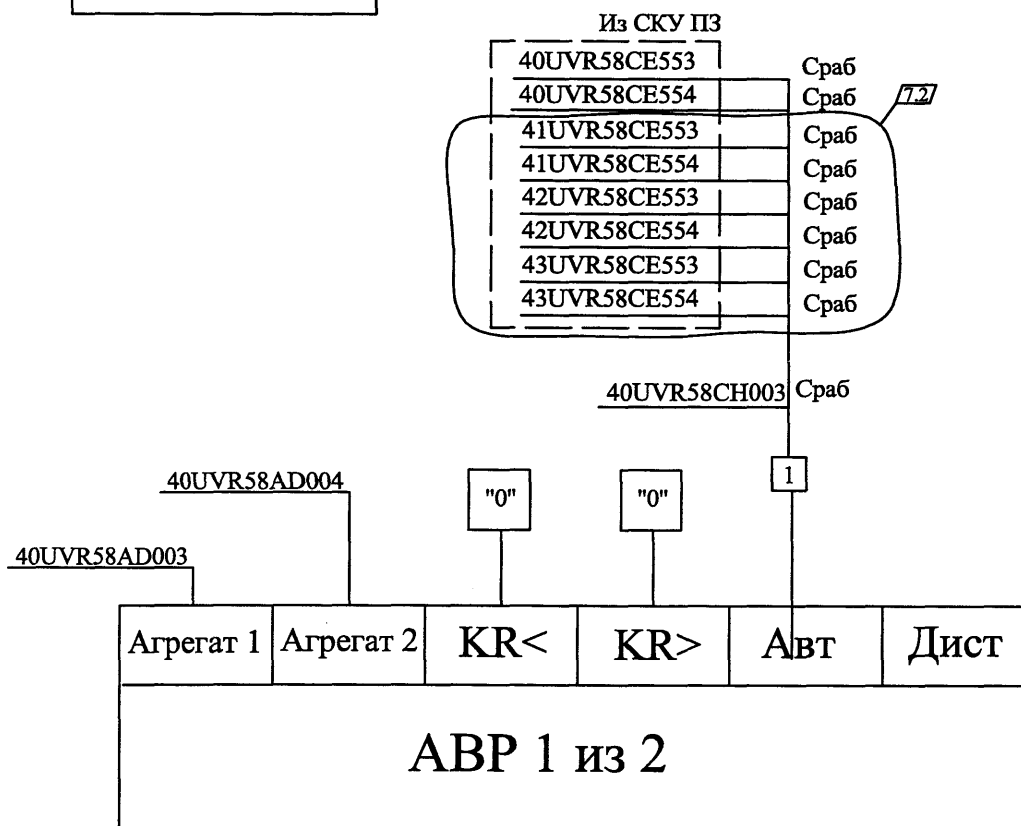 Из СКУ ПЗ
40UVR58CE553 Сраб
40UVR58CE554 Сраб
7.2
41UVR58CE553 Сраб
41UVR58CE554 Сраб
42UVR58CE553 Сраб
42UVR58CE554 Сраб
43UVR58CE553 Сраб
43UVR58CE554 Сраб
40UVR58CH003 Сраб
1
40UVR58AD004
"0"
"0"
40UVR58AD003
Агрегат 1
Агрегат 2
KR<
KR>
Авт
Дист
АВР 1 из 2